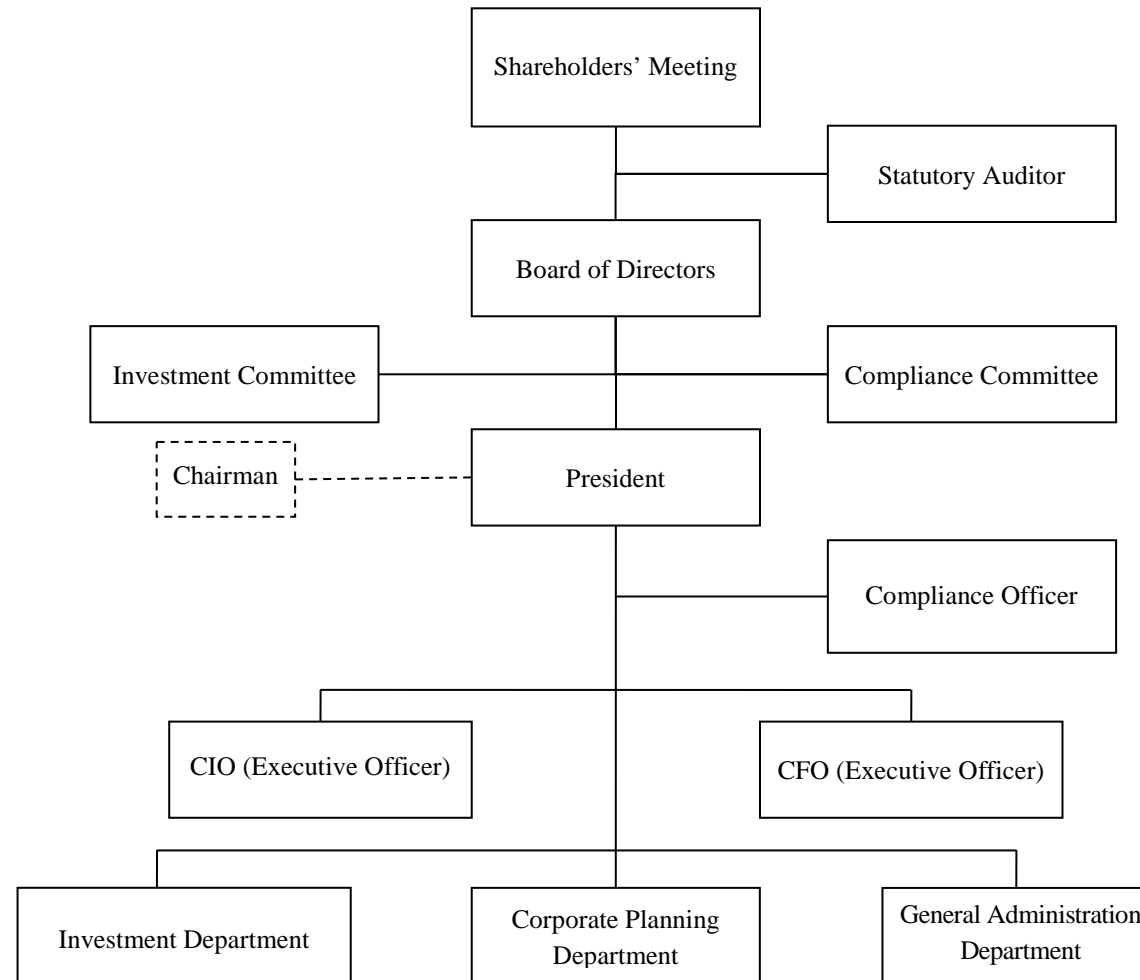 Shareholders’ Meeting
Statutory Auditor
Board of Directors
Investment Committee
Compliance Committee
Chairman
President
Compliance Officer
CIO (Executive Officer)
CFO (Executive Officer)
Investment Department
Corporate Planning
Department
General Administration
Department